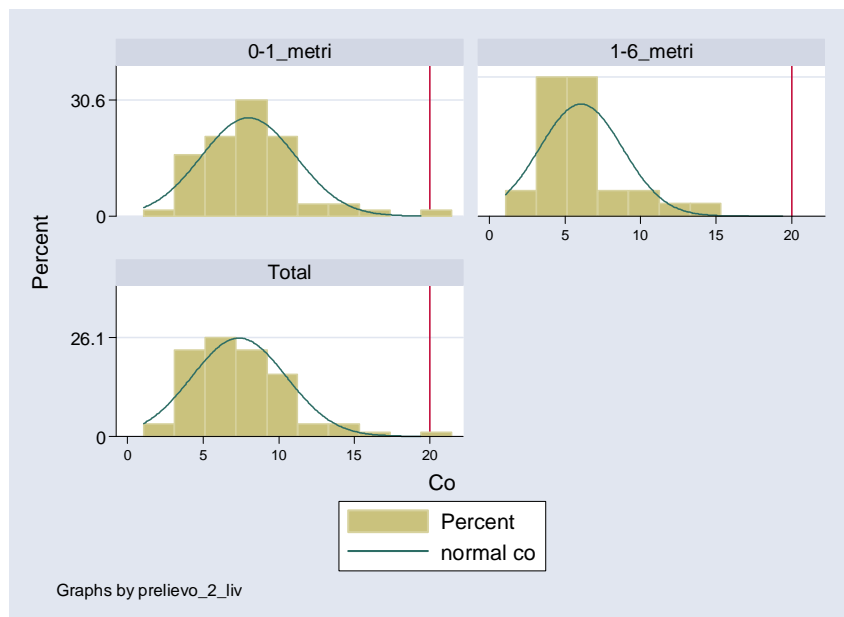 0-1_metri
1-6_metri
30.6
0
0
5
10
15
20
Percent
Total
26.1
0
0
5
10
15
20
Co
Percent
normal co
Graphs by prelievo_2_liv